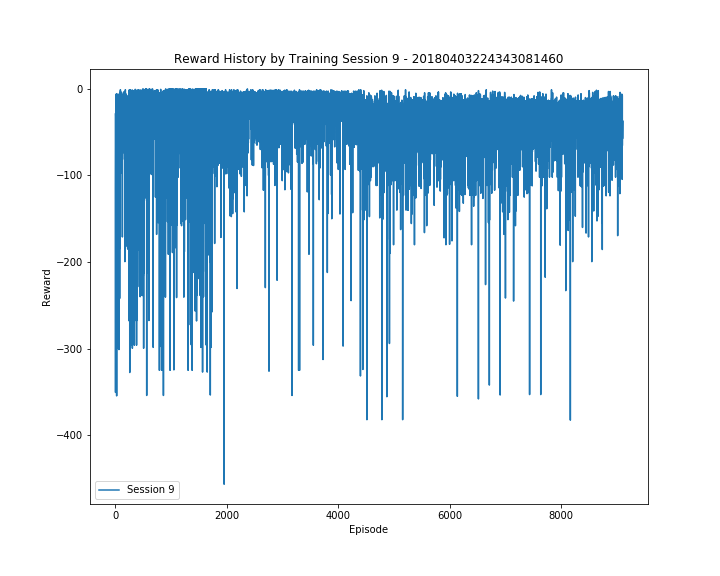 Reward History by Training Session 9 - 20180403224343081460
0
−100
−200
−300
−400
Reward
Session 9
0
2000
4000
6000
8000
Episode